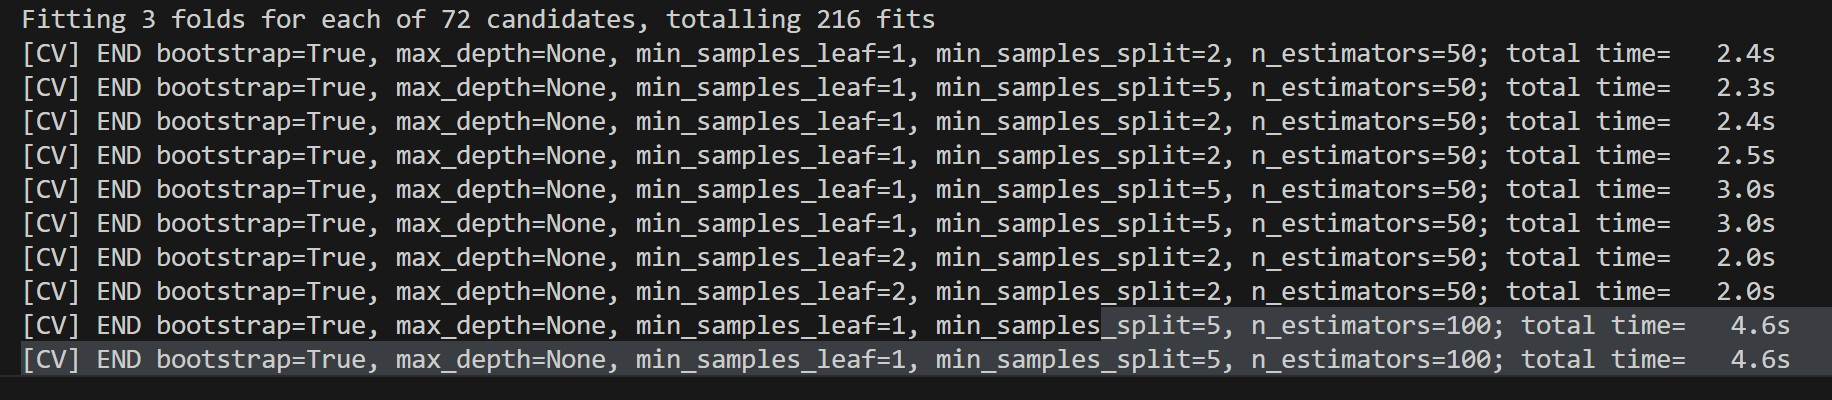 Fitting 3 folds for each of 72 candidates, totalling 216 fits
[CV] END bootstrap=True, max_depth=None, min_samples_leaf=1, min_samples_split=2, n_estimators=50; total time=   2.4s
[CV] END bootstrap=True, max_depth=None, min_samples_leaf=1, min_samples_split=5, n_estimators=50; total time=   2.3s
[CV] END bootstrap=True, max_depth=None, min_samples_leaf=1, min_samples_split=2, n_estimators=50; total time=   2.4s
[CV] END bootstrap=True, max_depth=None, min_samples_leaf=1, min_samples_split=2, n_estimators=50; total time=   2.5s
[CV] END bootstrap=True, max_depth=None, min_samples_leaf=1, min_samples_split=5, n_estimators=50; total time=   3.0s
[CV] END bootstrap=True, max_depth=None, min_samples_leaf=1, min_samples_split=5, n_estimators=50; total time=   3.0s
[CV] END bootstrap=True, max_depth=None, min_samples_leaf=2, min_samples_split=2, n_estimators=50; total time=   2.0s
[CV] END bootstrap=True, max_depth=None, min_samples_leaf=2, min_samples_split=2, n_estimators=50; total time=   2.0s
[CV] END bootstrap=True, max_depth=None, min_samples_leaf=1, min_samples_split=5, n_estimators=100; total time=   4.6s
[CV] END bootstrap=True, max_depth=None, min_samples_leaf=1, min_samples_split=5, n_estimators=100; total time=   4.6s